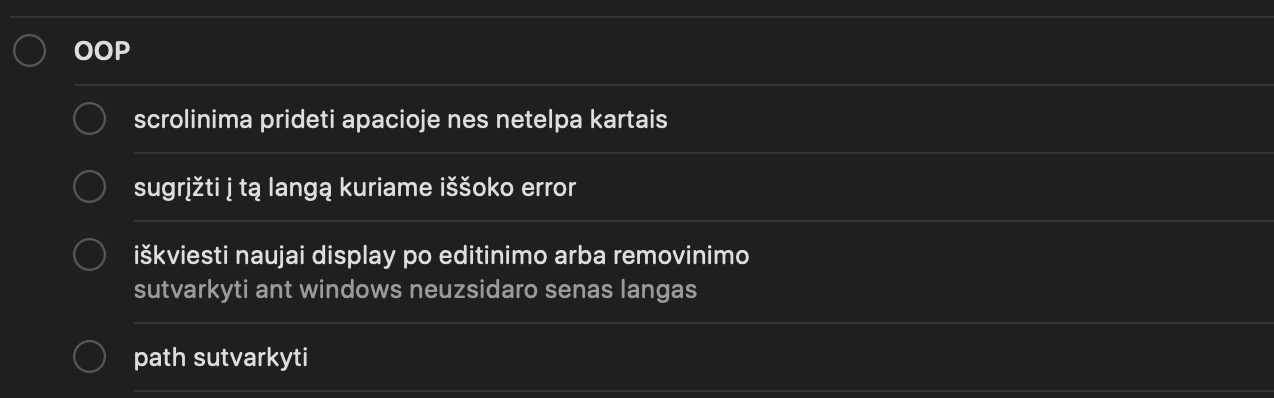 OOP
scrolinima prideti apacioje nes netelpa kartais
sugrįžti į tą langą kuriame iššoko error
iškviesti naujai display po editinimo arba removinimo
sutvarkyti ant windows neuzsidaro senas langas
path sutvarkyti